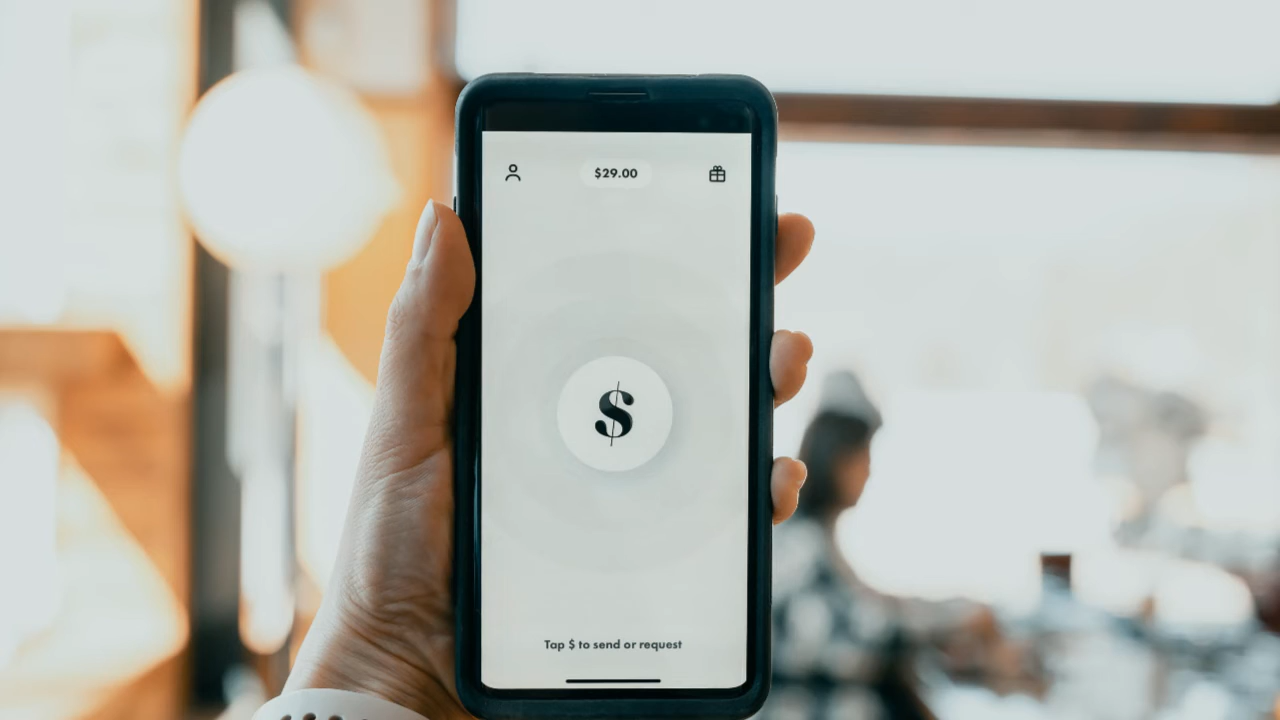 $29.00
$
Tap $ to send or request